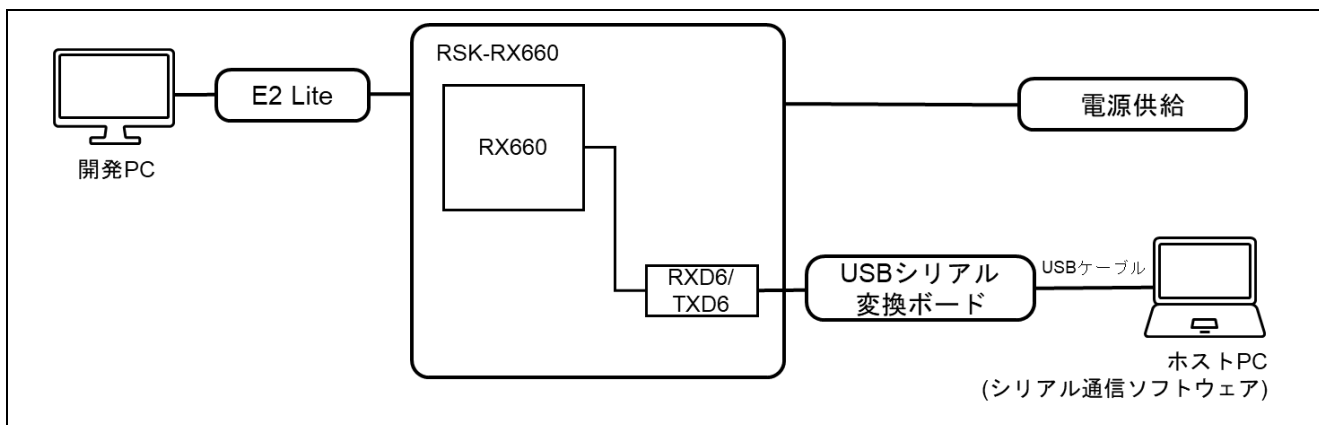 RSK-RX660
E2 Lite
電源供給
RX660
開発PC
RXD6/
TXD6
USBシリアル
変換ボード
USBケーブル
ホストPC
(シリアル通信ソフトウェア)